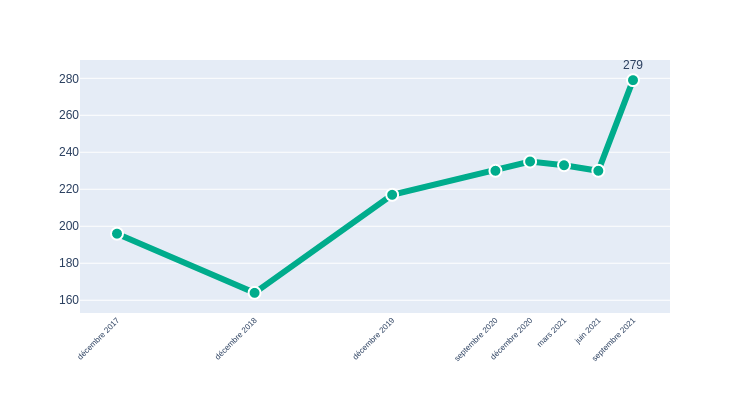 279
280
260
240
220
200
180
160
décembre 2017
décembre 2018
décembre 2019
septembre 2020
décembre 2020
mars 2021
juin 2021
septembre 2021